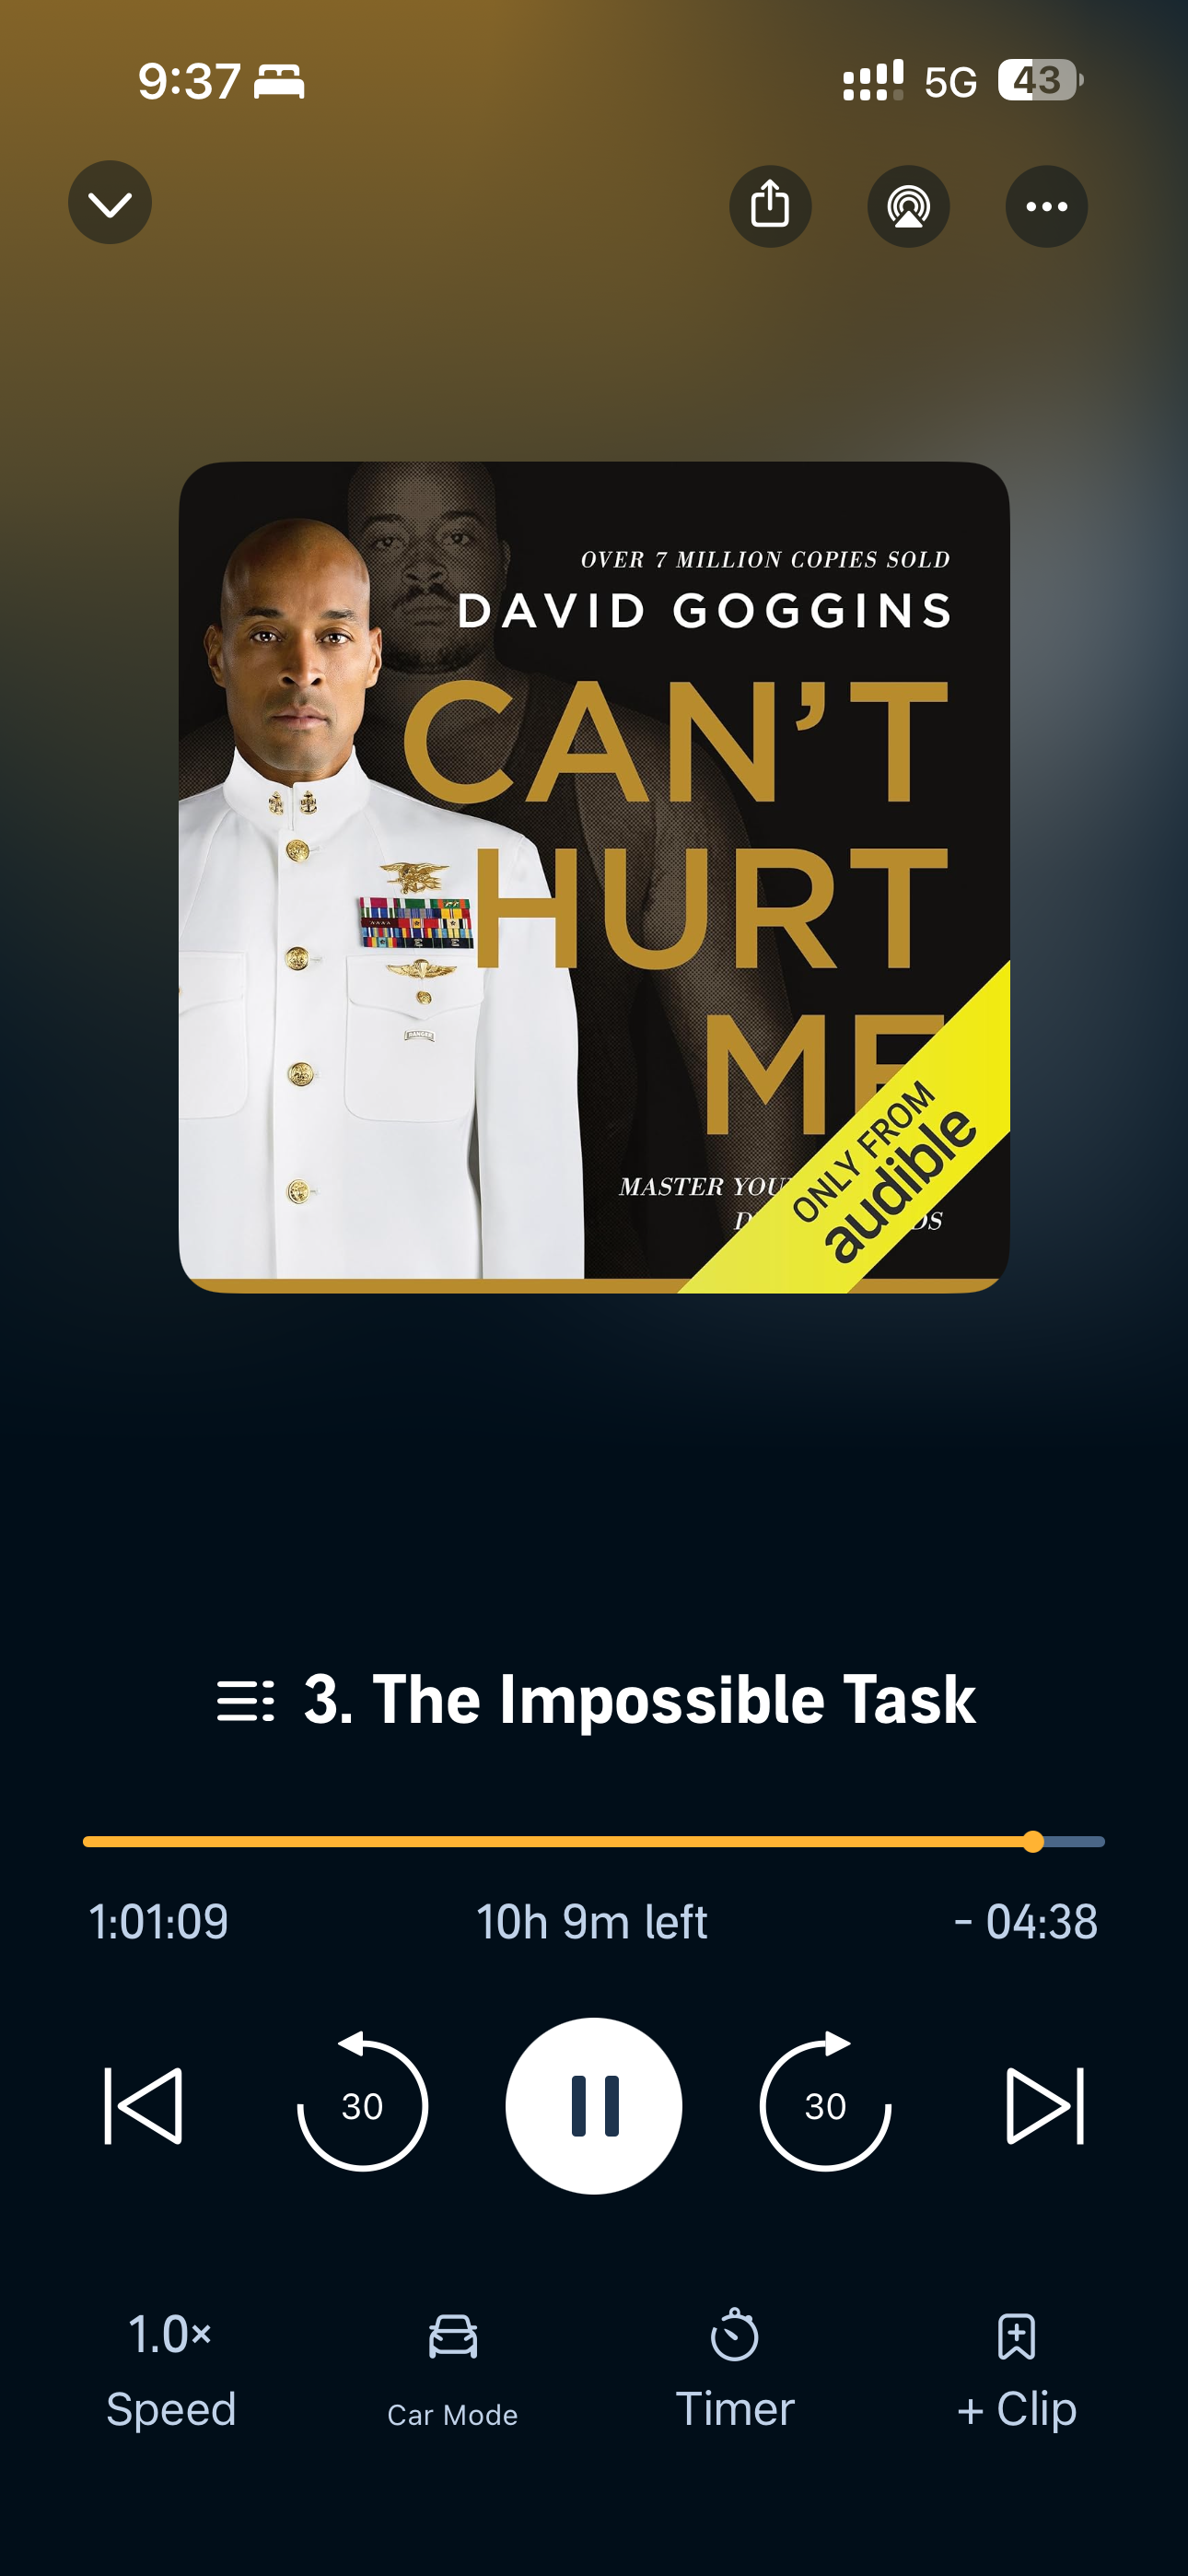 9:37
5G 43
OVER 7 MILLION COPIES SOLD
DAVID GOGGINS
CAN'T
HURT
ME
MASTER
ONLY FROM
audible
3. The Impossible Task
1:01:09 10h 9m left - 04:38
30 30
1.0×
Speed Car Mode Timer + Clip